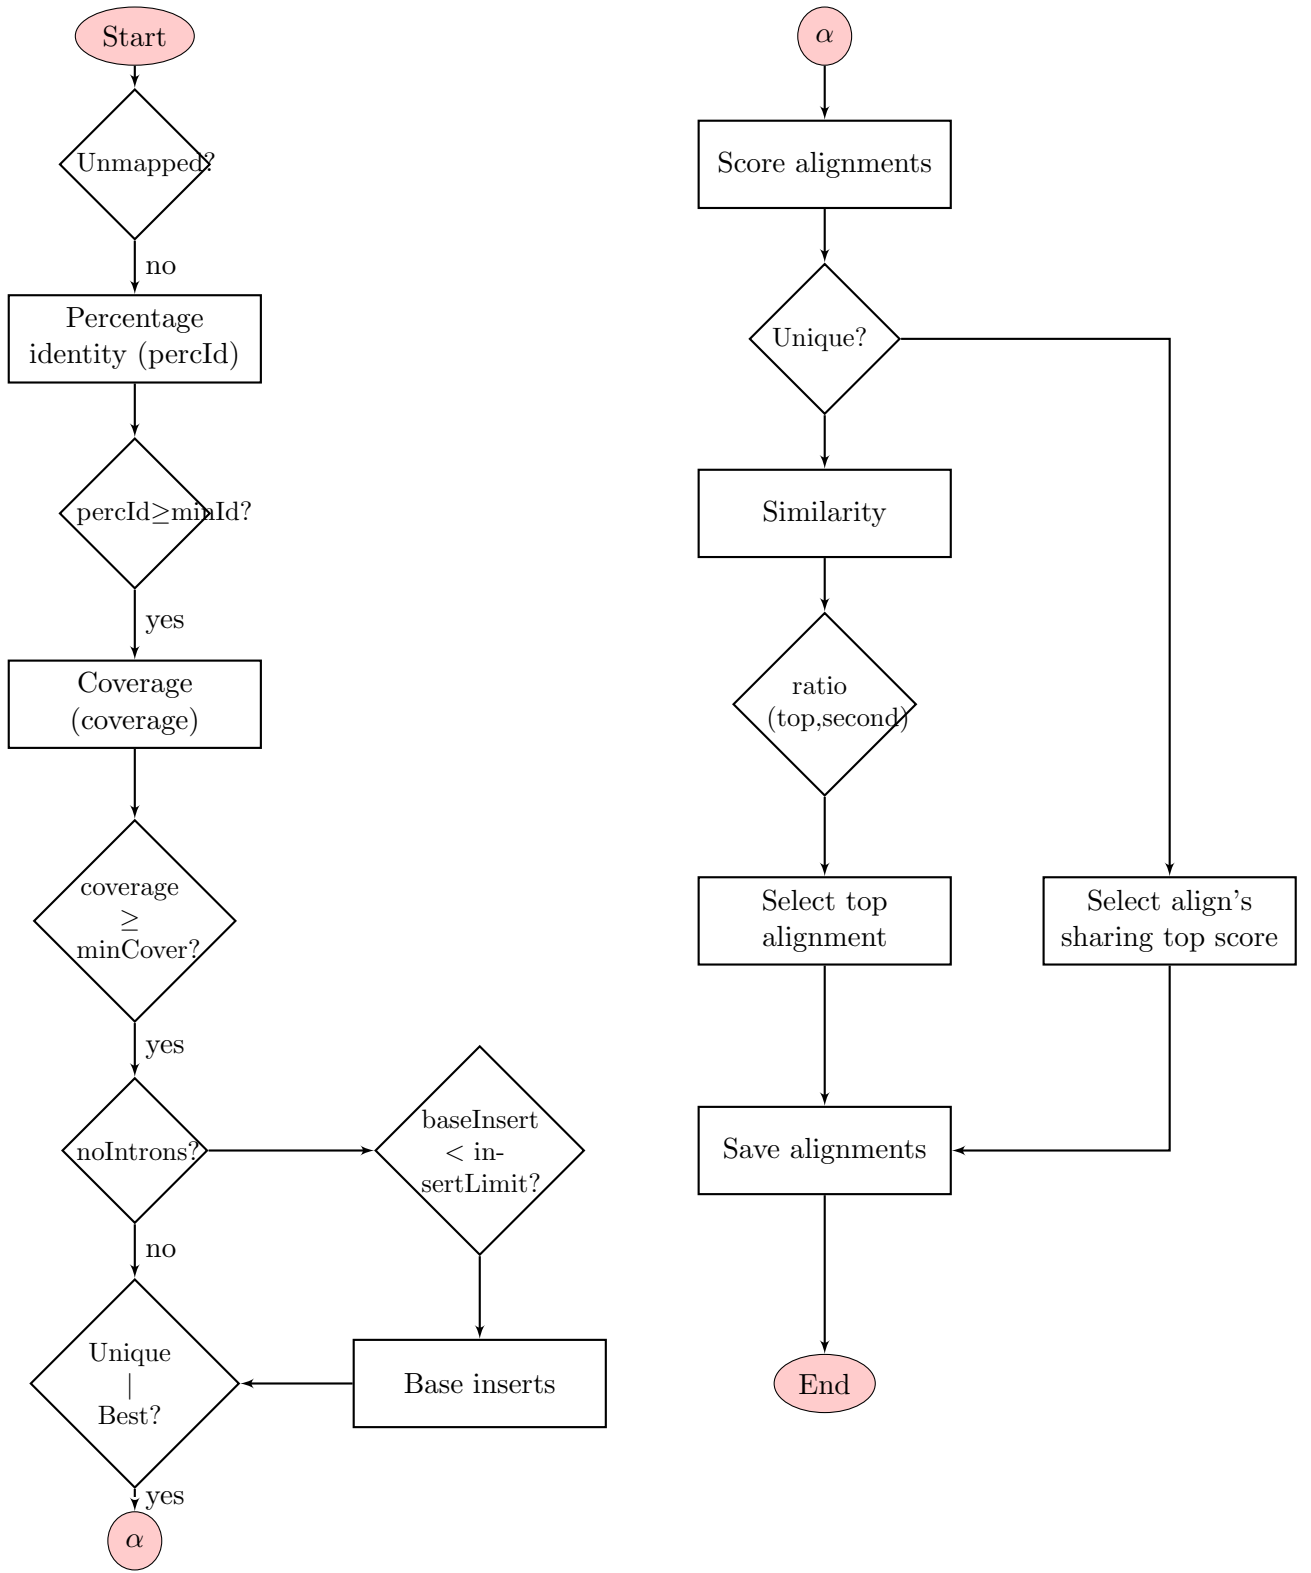 Start
Unmapped?
no
Percentage
identity (percId)
percId≥minId?
yes
Coverage
(coverage)
coverage
≥
minCover?
yes
noIntrons?
no
baseInsert
< in-
sertLimit?
Base inserts
Unique
|
Best?
yes
α
α
Score alignments
Unique?
Similarity
ratio
(top,second)
Select top
alignment
Select align's
sharing top score
Save alignments
End